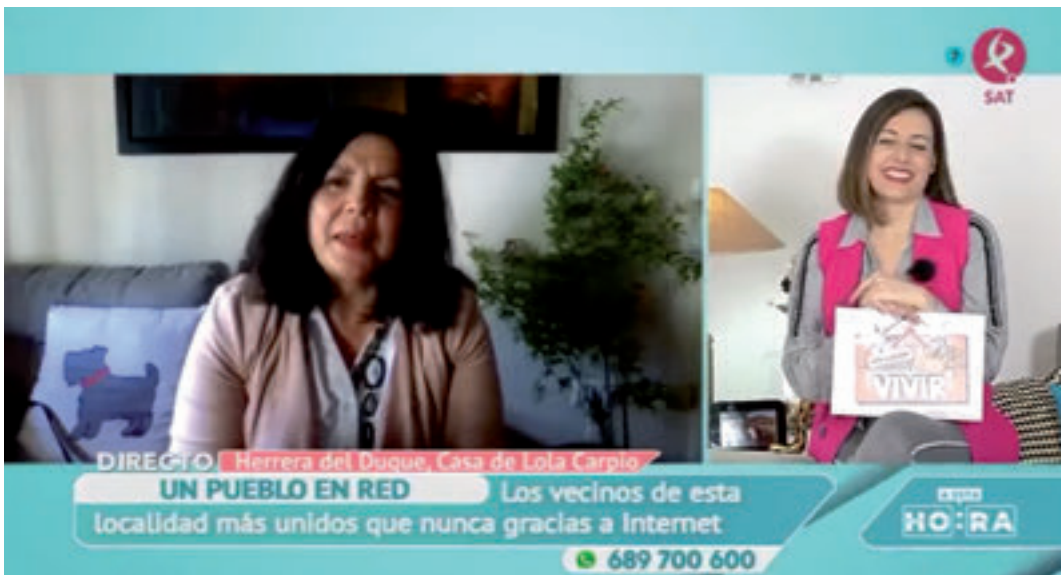 SAT
VIVIR
DIRECTO Herrera del Duque, Casa de Lola Carpio
UN PUEBLO EN RED Los vecinos de esta
localidad más unidos que nunca gracias a Internet
A ESTA
HO:RA
689 700 600